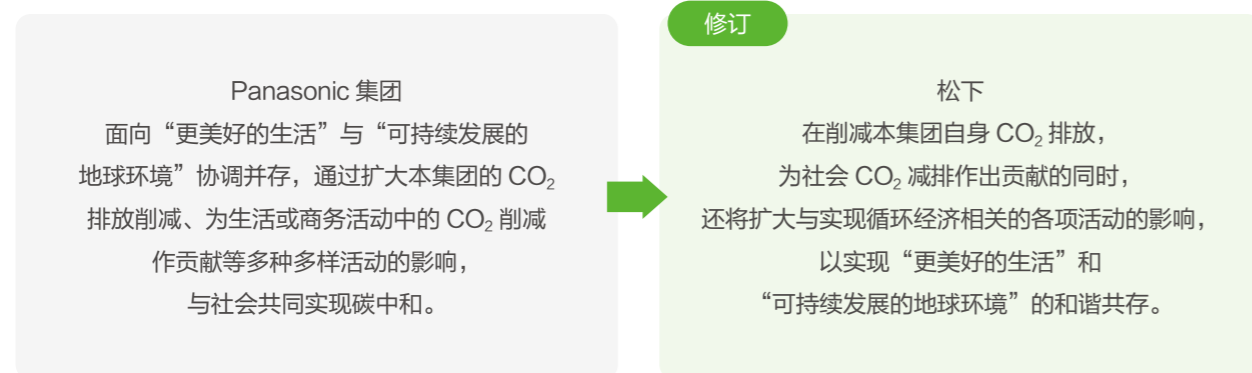 Panasonic 集团
面向“更美好的生活”与“可持续发展的
地球环境”协调并存，通过扩大本集团的 CO₂
排放削减、为生活或商务活动中的 CO₂ 削减
作贡献等多种多样活动的影响，
与社会共同实现碳中和。
修订
松下
在削减本集团自身 CO₂ 排放，
为社会 CO₂ 减排作出贡献的同时，
还将扩大与实现循环经济相关的各项活动的影响，
以实现“更美好的生活”和
“可持续发展的地球环境”的和谐共存。